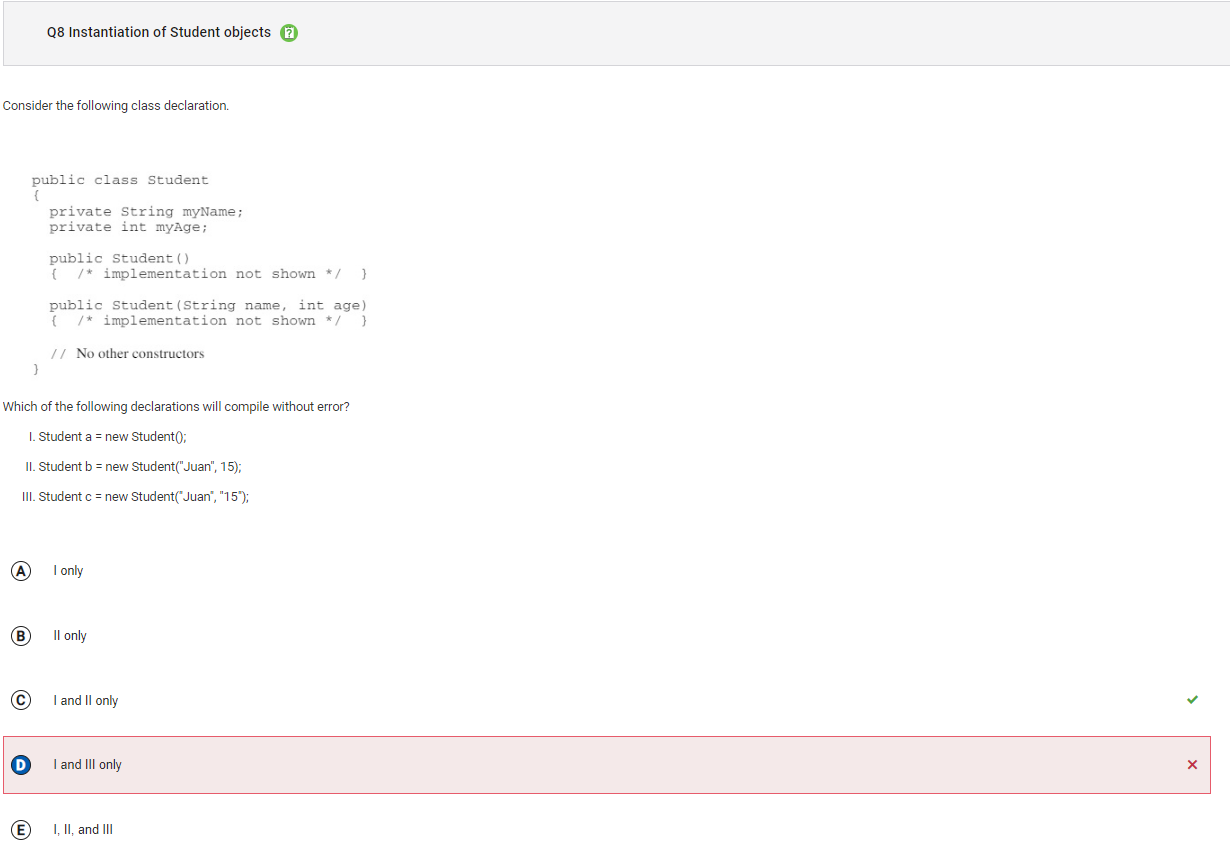 Q8 Instantiation of Student objects
Consider the following class declaration.
public class Student
{
private String myName;
private int myAge;
public Student()
{ /* implementation not shown */ }
public Student(String name, int age)
{ /* implementation not shown */ }
// No other constructors
}
Which of the following declarations will compile without error?
I. Student a = new Student();
II. Student b = new Student("Juan", 15);
III. Student c = new Student("Juan", "15");
A I only
B II only
C I and II only
D I and III only
E I, II, and III